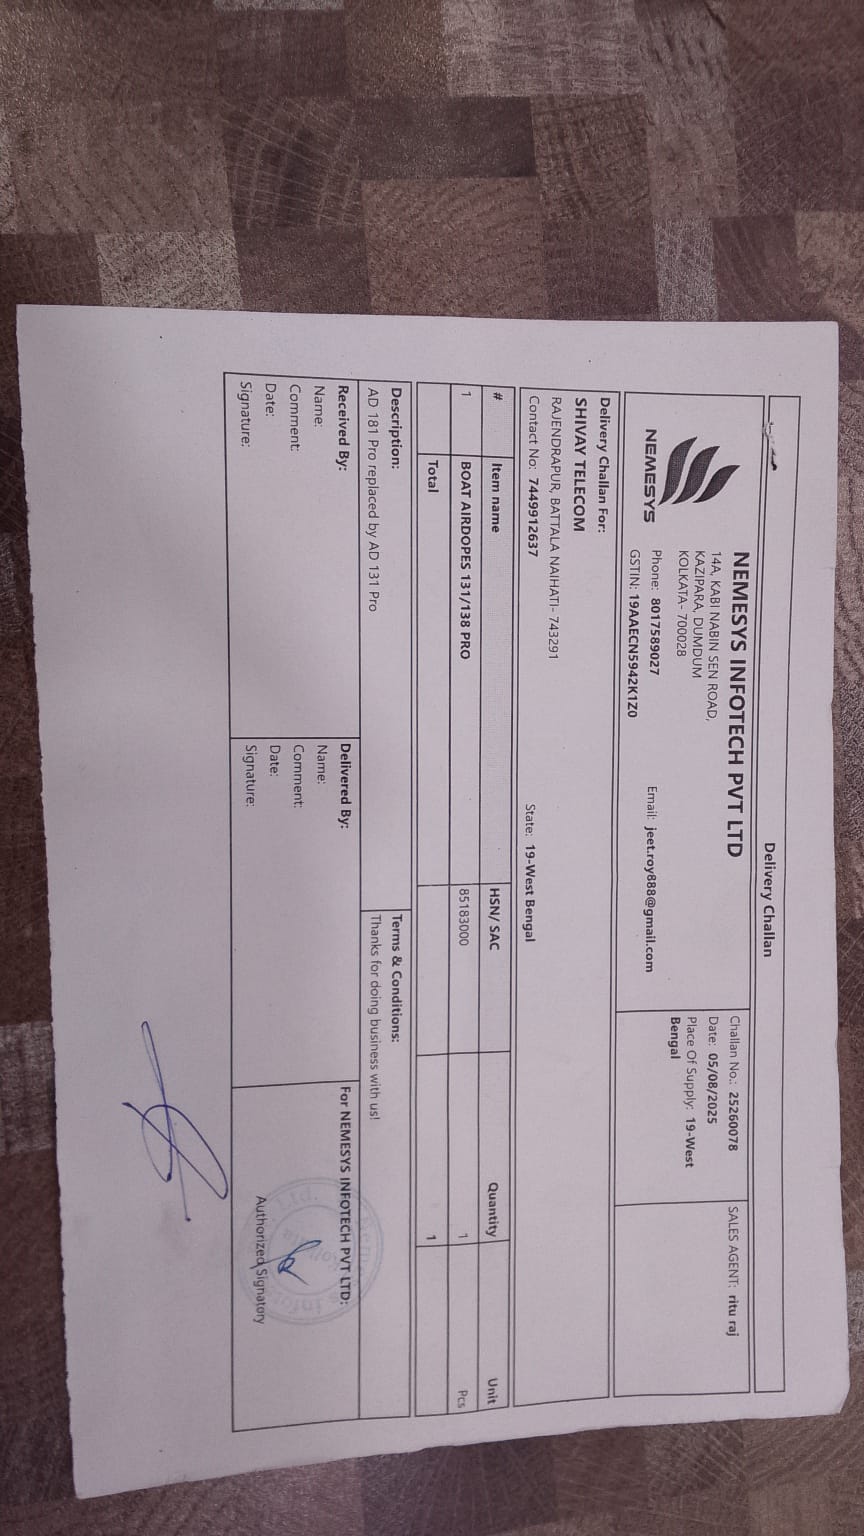 Delivery Challan
NEMESYS
NEMESYS INFOTECH PVT LTD
14A, KABI NABIN SEN ROAD,
KAZIPARA, DUMDUM
KOLKATA- 700028
Phone: 8017589027 Email: jeet.roy888@gmail.com
GSTIN: 19AAECN5942K1Z0
Challan No.: 25260078
Date: 05/08/2025
Place Of Supply: 19-West
Bengal
SALES AGENT: ritu raj
Delivery Challan For:
SHIVAY TELECOM
RAJENDRAPUR, BATTALA NAIHATI- 743291
Contact No: 7449912637 State: 19-West Bengal
# Item name HSN/ SAC Quantity Unit
1 BOAT AIRDOPES 131/138 PRO 85183000 1 Pcs
Total 1
Description:
AD 181 Pro replaced by AD 131 Pro
Terms & Conditions:
Thanks for doing business with us!
Received By:
Name:
Comment:
Date:
Signature:
Delivered By:
Name:
Comment:
Date:
Signature:
For NEMESYS INFOTECH PVT LTD:
Authorized Signatory